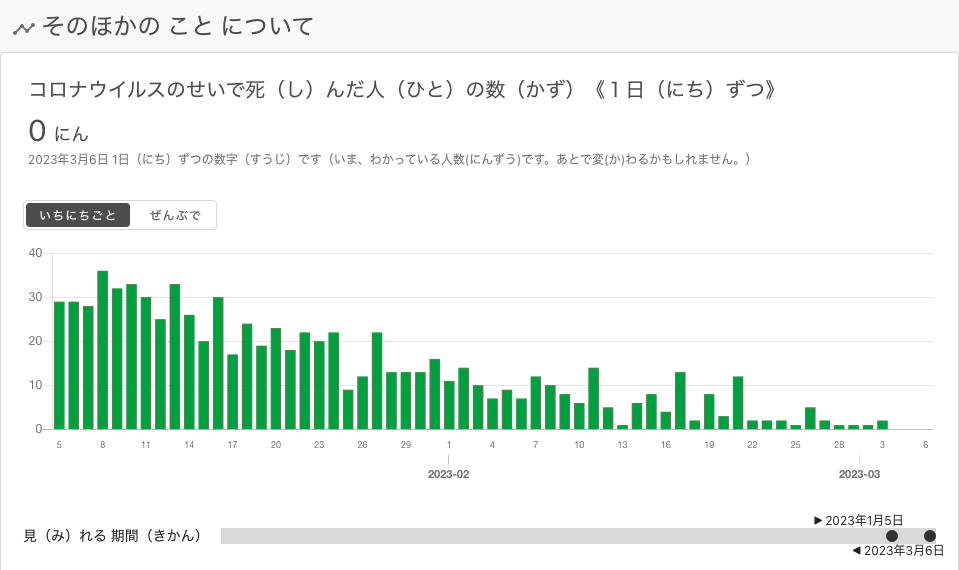 そのほかの こと について
コロナウイルスのせいで死（し）んだ人（ひと）の数（かず）《１日（にち）ずつ》
0 にん
2023年3月6日 1日（にち）ずつの数字（すうじ）です（いま、わかっている人数(にんずう)です。あとで変(か)わるかもしれません。）
いちにちごと ぜんぶで
40
30
20
10
0
5 8 11 14 17 20 23 26 29 1 4 7 10 13 16 19 22 25 28 3 6
2023-02 2023-03
▶ 2023年1月5日
見（み）れる 期間（きかん）
◀ 2023年3月6日